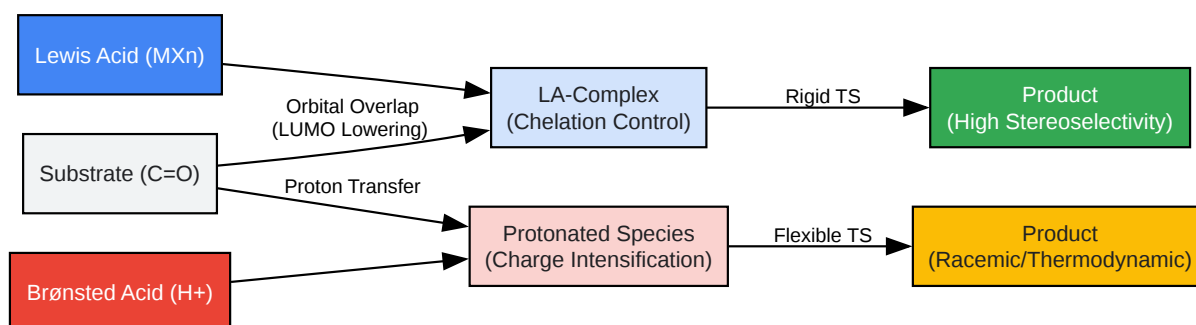 Lewis Acid (MXn)
Orbital Overlap
(LUMO Lowering)
LA-Complex
(Chelation Control)
Rigid TS
Product
(High Stereoselectivity)
Substrate (C=O)
Proton Transfer
Protonated Species
(Charge Intensification)
Flexible TS
Product
(Racemic/Thermodynamic)
Brønsted Acid (H+)